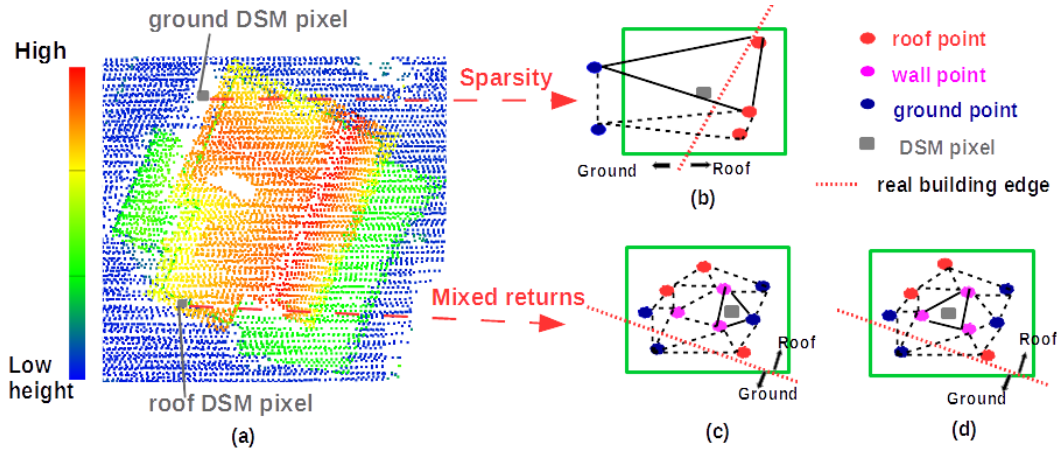 ground DSM pixel
High
Low
height
roof DSM pixel
(a)
Sparsity
Mixed returns
Ground
Roof
(b)
roof point
wall point
ground point
DSM pixel
real building edge
Roof
Ground
(c)
Roof
Ground
(d)